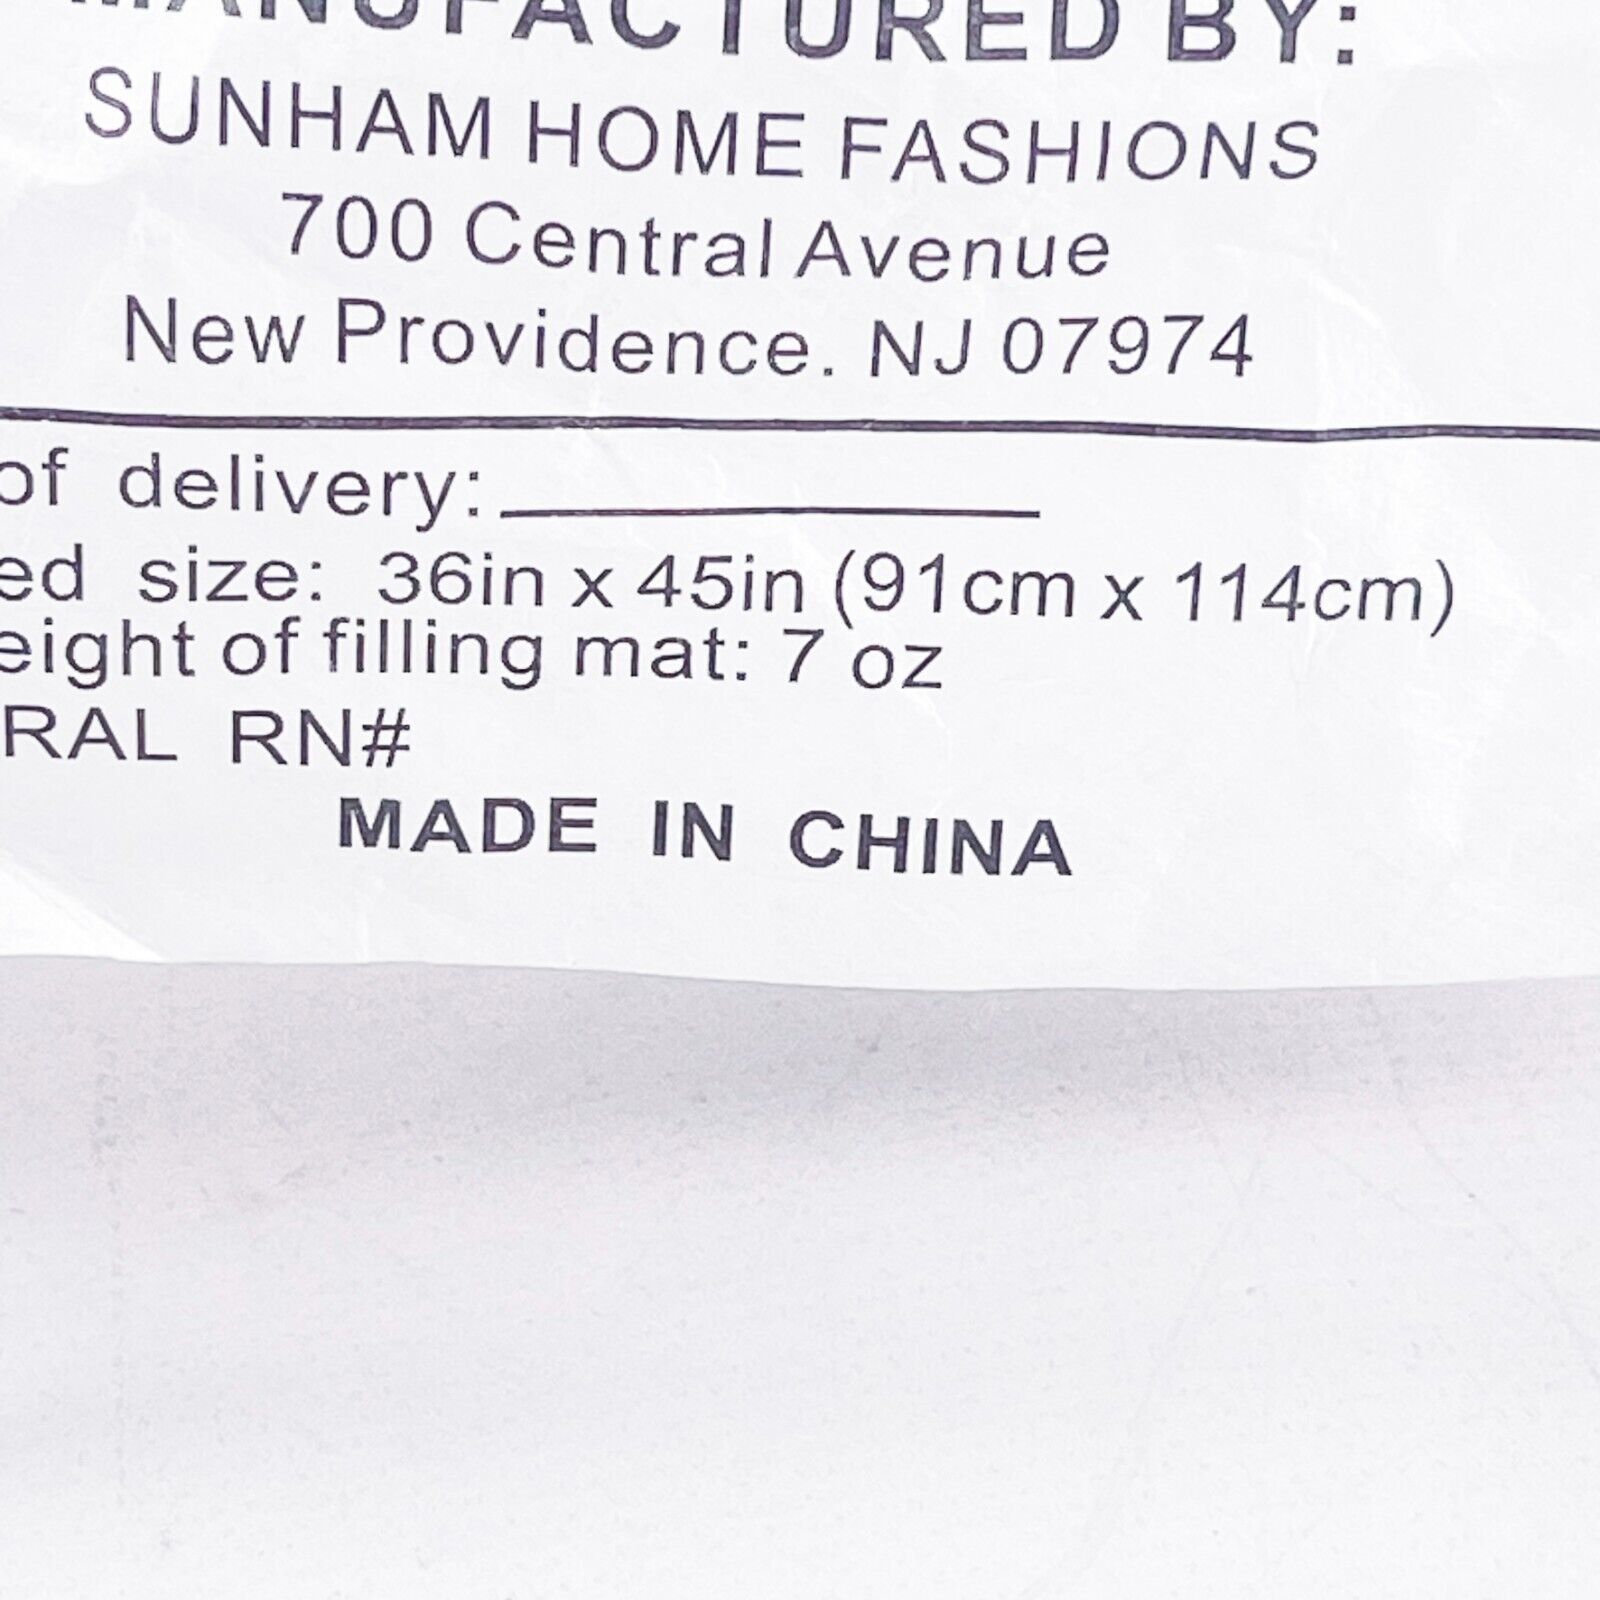 MANUFACTURED BY:
SUNHAM HOME FASHIONS
700 Central Avenue
New Providence. NJ 07974
of delivery:
ed size: 36in x 45in (91cm x 114cm)
eight of filling mat: 7 oz
RAL RN#
MADE IN CHINA